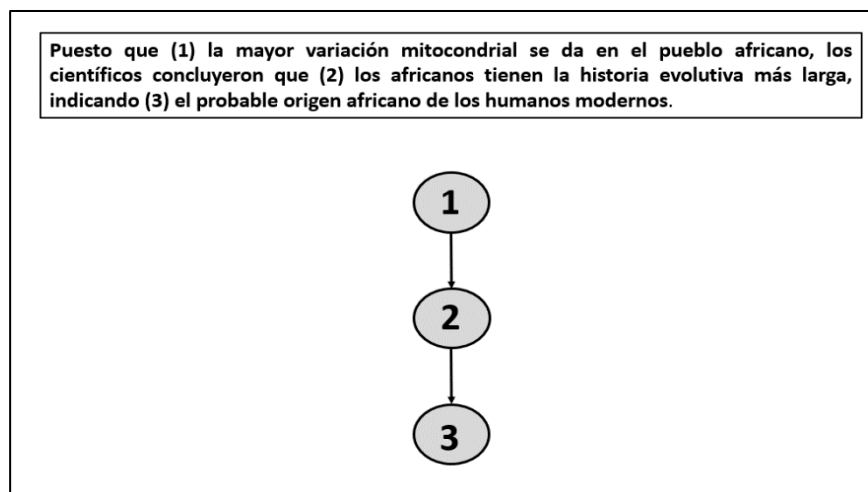 Puesto que (1) la mayor variación mitocondrial se da en el pueblo africano, los
científicos concluyeron que (2) los africanos tienen la historia evolutiva más larga,
indicando (3) el probable origen africano de los humanos modernos.
1
2
3